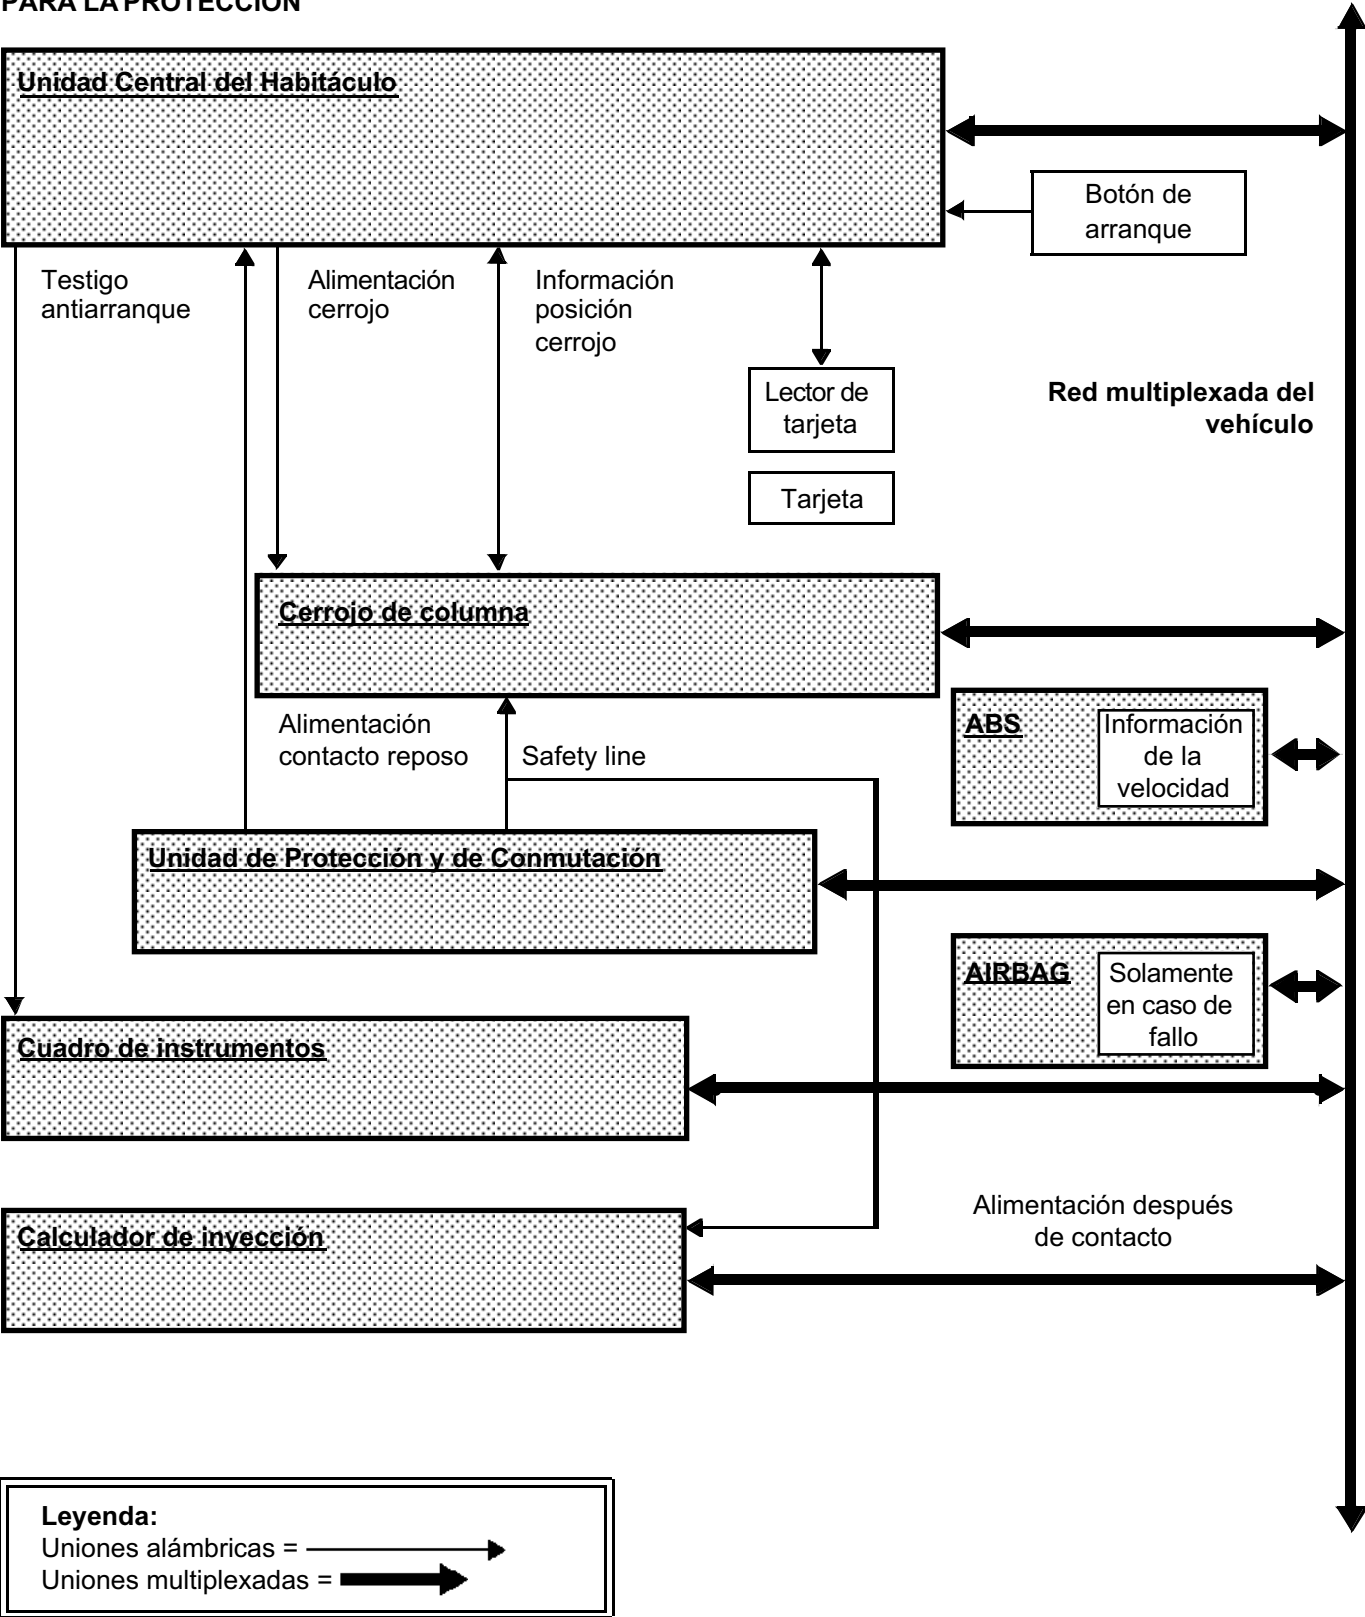 PARA LA PROTECCIÓN
Unidad Central del Habitáculo
Botón de
arranque
Testigo
antiarranque
Alimentación
cerrojo
Información
posición
cerrojo
Lector de
tarjeta
Tarjeta
Red multiplexada del
vehículo
Cerrojo de columna
Alimentación
contacto reposo
Safety line
ABS
Información
de la
velocidad
Unidad de Protección y de Conmutación
AIRBAG
Solamente
en caso de
fallo
Cuadro de instrumentos
Calculador de inyección
Alimentación después
de contacto
Leyenda:
Uniones alámbricas =
Uniones multiplexadas =